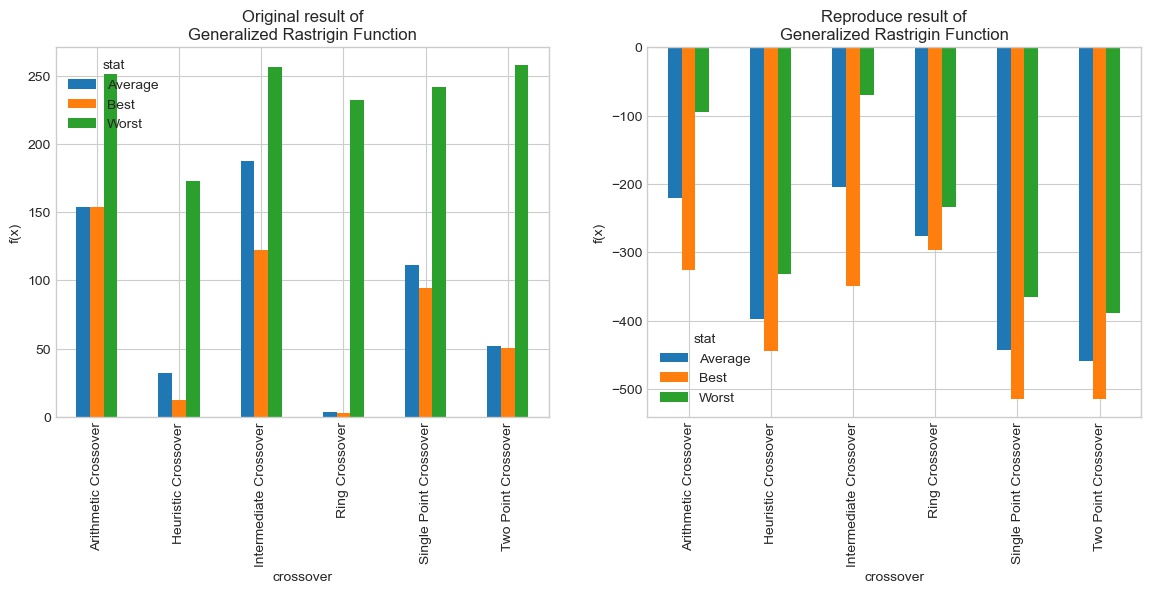 Original result of
Generalized Rastrigin Function
stat
Average
Best
Worst
250
200
150
100
50
0
f(x)
Arithmetic Crossover
Heuristic Crossover
Intermediate Crossover
Ring Crossover
Single Point Crossover
Two Point Crossover
crossover
Reproduce result of
Generalized Rastrigin Function
0
−100
−200
−300
−400
−500
f(x)
stat
Average
Best
Worst
Arithmetic Crossover
Heuristic Crossover
Intermediate Crossover
Ring Crossover
Single Point Crossover
Two Point Crossover
crossover